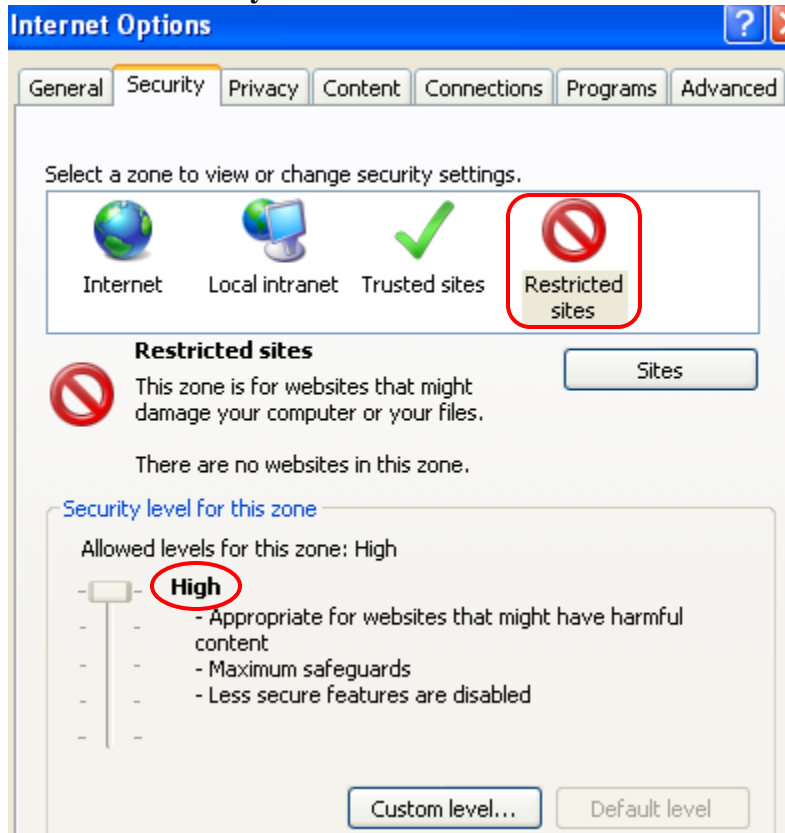 Internet Options
?
General Security Privacy Content Connections Programs Advanced
Select a zone to view or change security settings.
Internet Local intranet Trusted sites Restricted
sites
Restricted sites
Sites
This zone is for websites that might
damage your computer or your files.
There are no websites in this zone.
Security level for this zone
Allowed levels for this zone: High
High
- Appropriate for websites that might have harmful
content
- Maximum safeguards
- Less secure features are disabled
Custom level... Default level